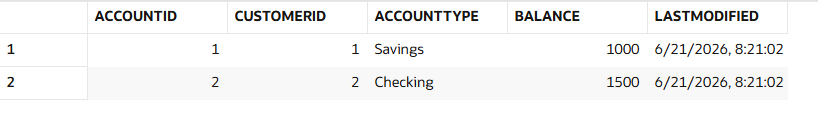 ACCOUNTID CUSTOMERID ACCOUNTTYPE BALANCE LASTMODIFIED
1 1 1 Savings 1000 6/21/2026, 8:21:02
2 2 2 Checking 1500 6/21/2026, 8:21:02